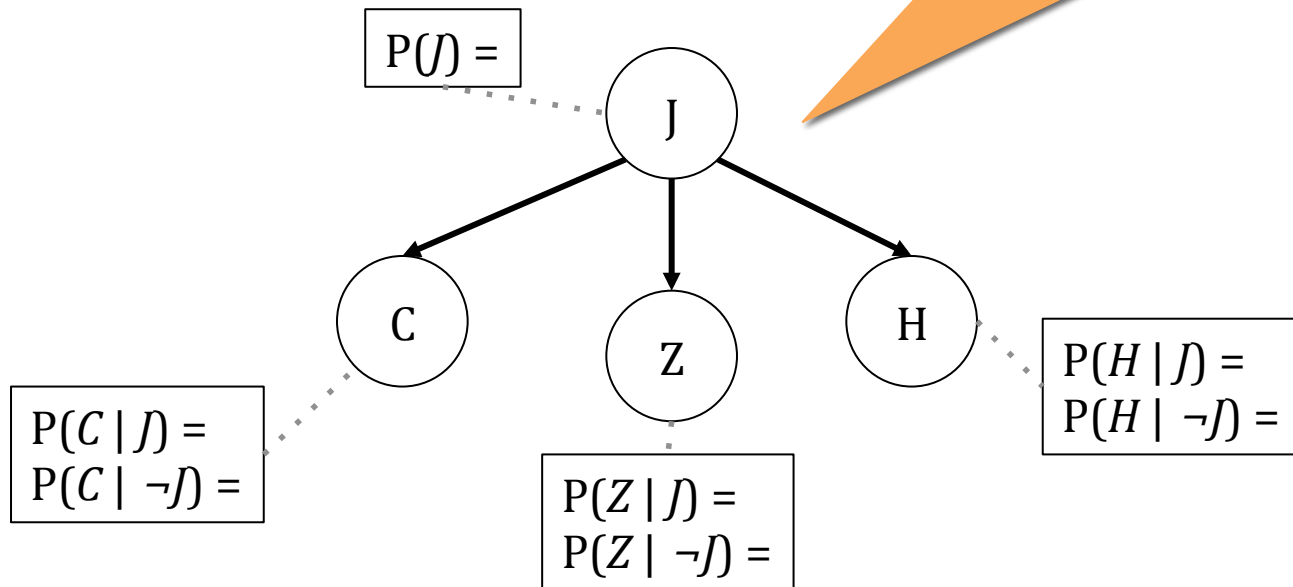 P(J) =
J
C
Z
H
P(H | J) =
P(H | ¬J) =
P(C | J) =
P(C | ¬J) =
P(Z | J) =
P(Z | ¬J) =